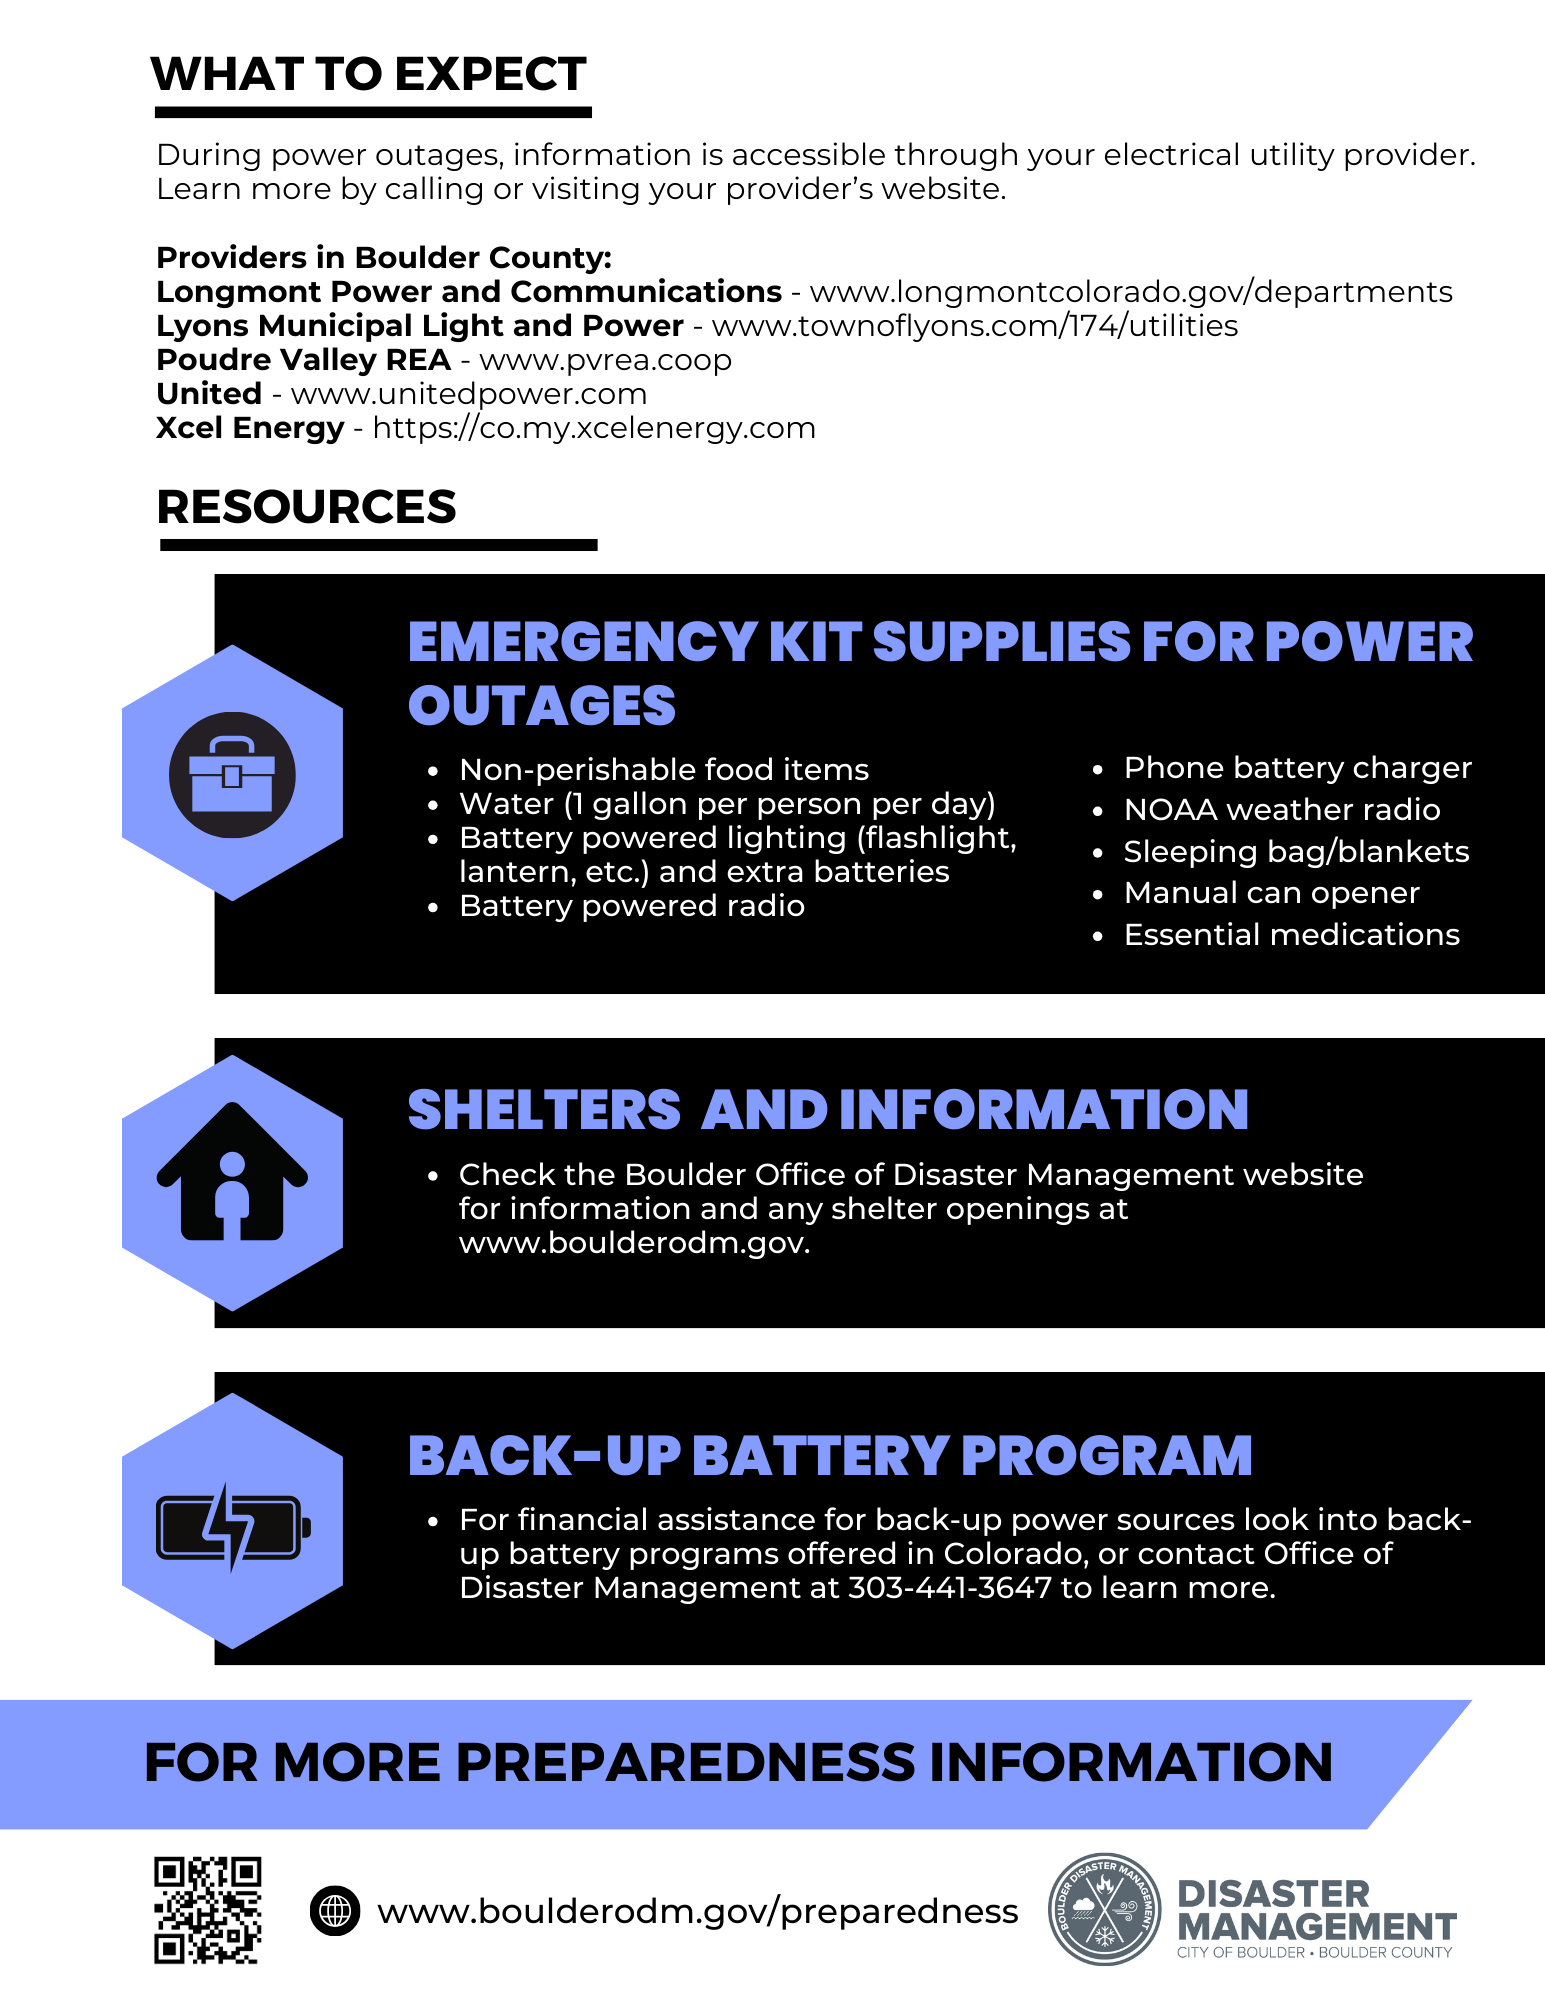 WHAT TO EXPECT
During power outages, information is accessible through your electrical utility provider.
Learn more by calling or visiting your provider's website.
Providers in Boulder County:
Longmont Power and Communications - www.longmontcolorado.gov/departments
Lyons Municipal Light and Power - www.townoflyons.com/174/utilities
Poudre Valley REA - www.pvrea.coop
United - www.unitedpower.com
Xcel Energy - https://co.my.xcelenergy.com
RESOURCES
EMERGENCY KIT SUPPLIES FOR POWER
OUTAGES
• Non-perishable food items
• Water (1 gallon per person per day)
• Battery powered lighting (flashlight,
lantern, etc.) and extra batteries
• Battery powered radio
• Phone battery charger
• NOAA weather radio
• Sleeping bag/blankets
• Manual can opener
• Essential medications
SHELTERS AND INFORMATION
• Check the Boulder Office of Disaster Management website
for information and any shelter openings at
www.boulderodm.gov.
BACK-UP BATTERY PROGRAM
• For financial assistance for back-up power sources look into back-
up battery programs offered in Colorado, or contact Office of
Disaster Management at 303-441-3647 to learn more.
FOR MORE PREPAREDNESS INFORMATION
www.boulderodm.gov/preparedness
BOULDER DISASTER MANAGEMENT
DISASTER
MANAGEMENT
CITY OF BOULDER • BOULDER COUNTY